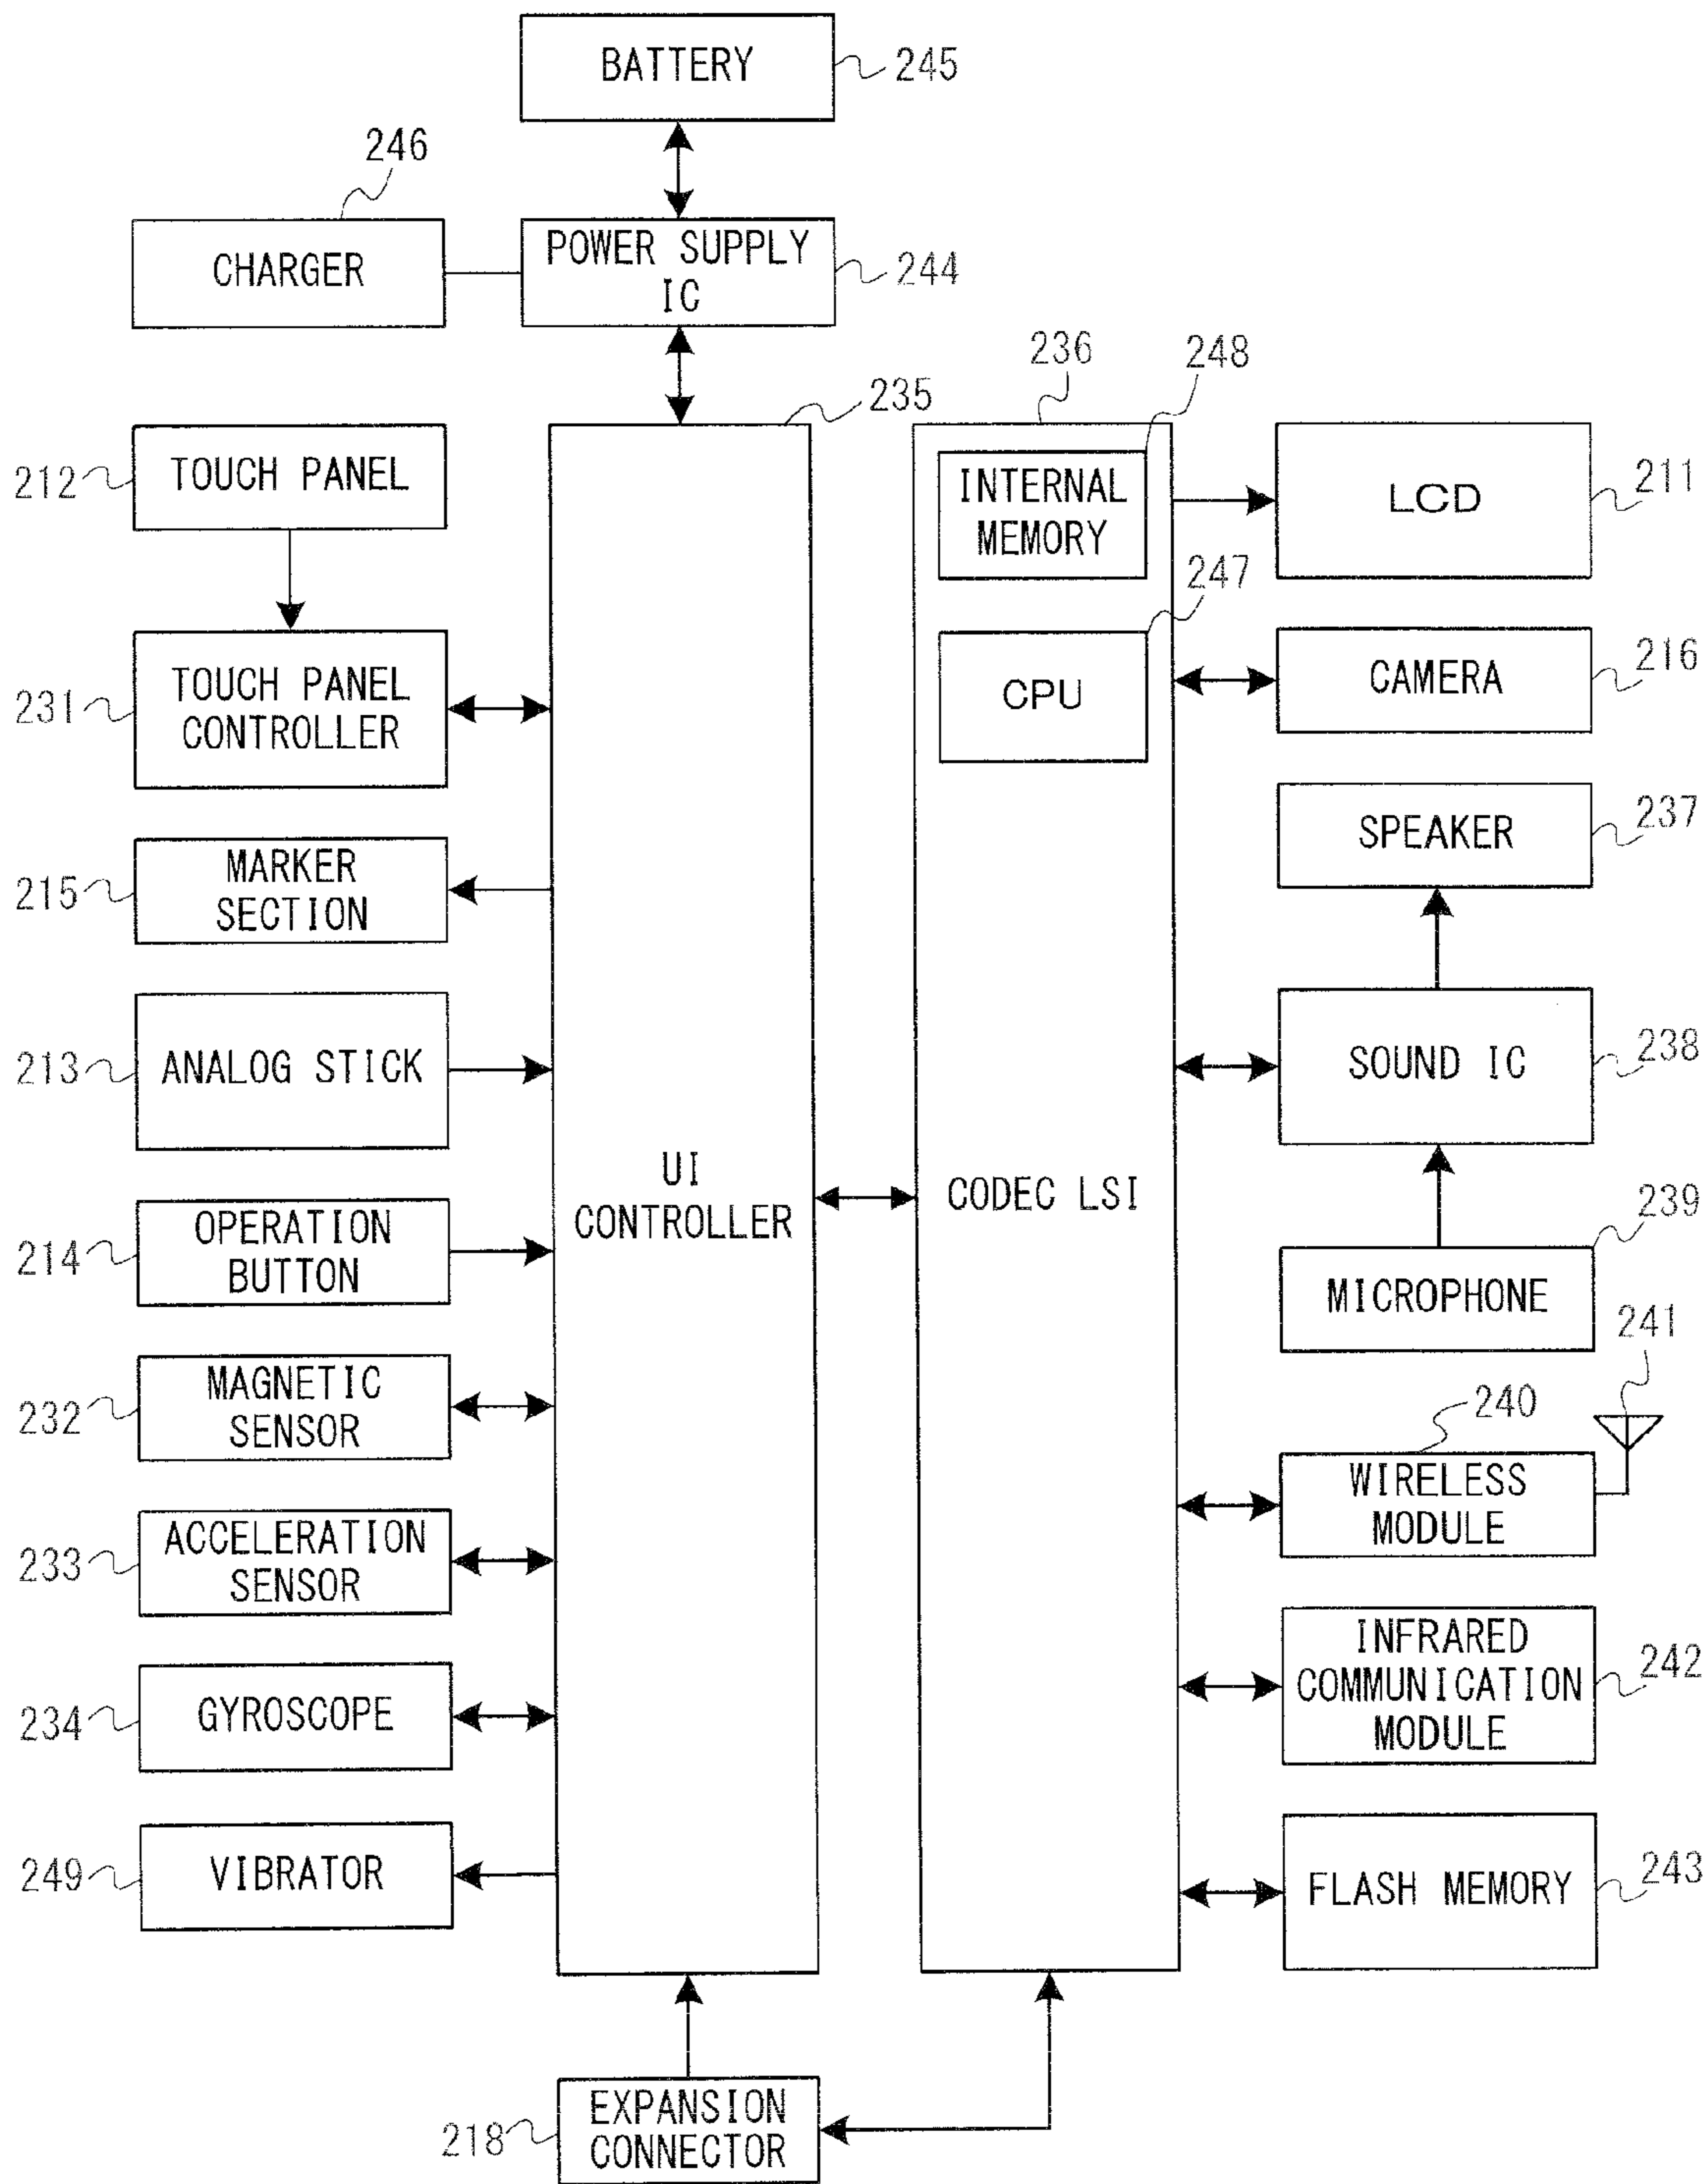 BATTERY
245
246
CHARGER
POWER SUPPLY
IC
244
235
236
248
212
TOUCH PANEL
INTERNAL
MEMORY
LCD
211
247
231
TOUCH PANEL
CONTROLLER
CPU
CAMERA
216
SPEAKER
237
215
MARKER
SECTION
213
ANALOG STICK
SOUND IC
238
UI
CONTROLLER
CODEC LSI
214
OPERATION
BUTTON
239
MICROPHONE
241
232
MAGNETIC
SENSOR
240
WIRELESS
MODULE
233
ACCELERATION
SENSOR
INFRARED
COMMUNICATION
MODULE
242
234
GYROSCOPE
249
VIBRATOR
FLASH MEMORY
243
218
EXPANSION
CONNECTOR